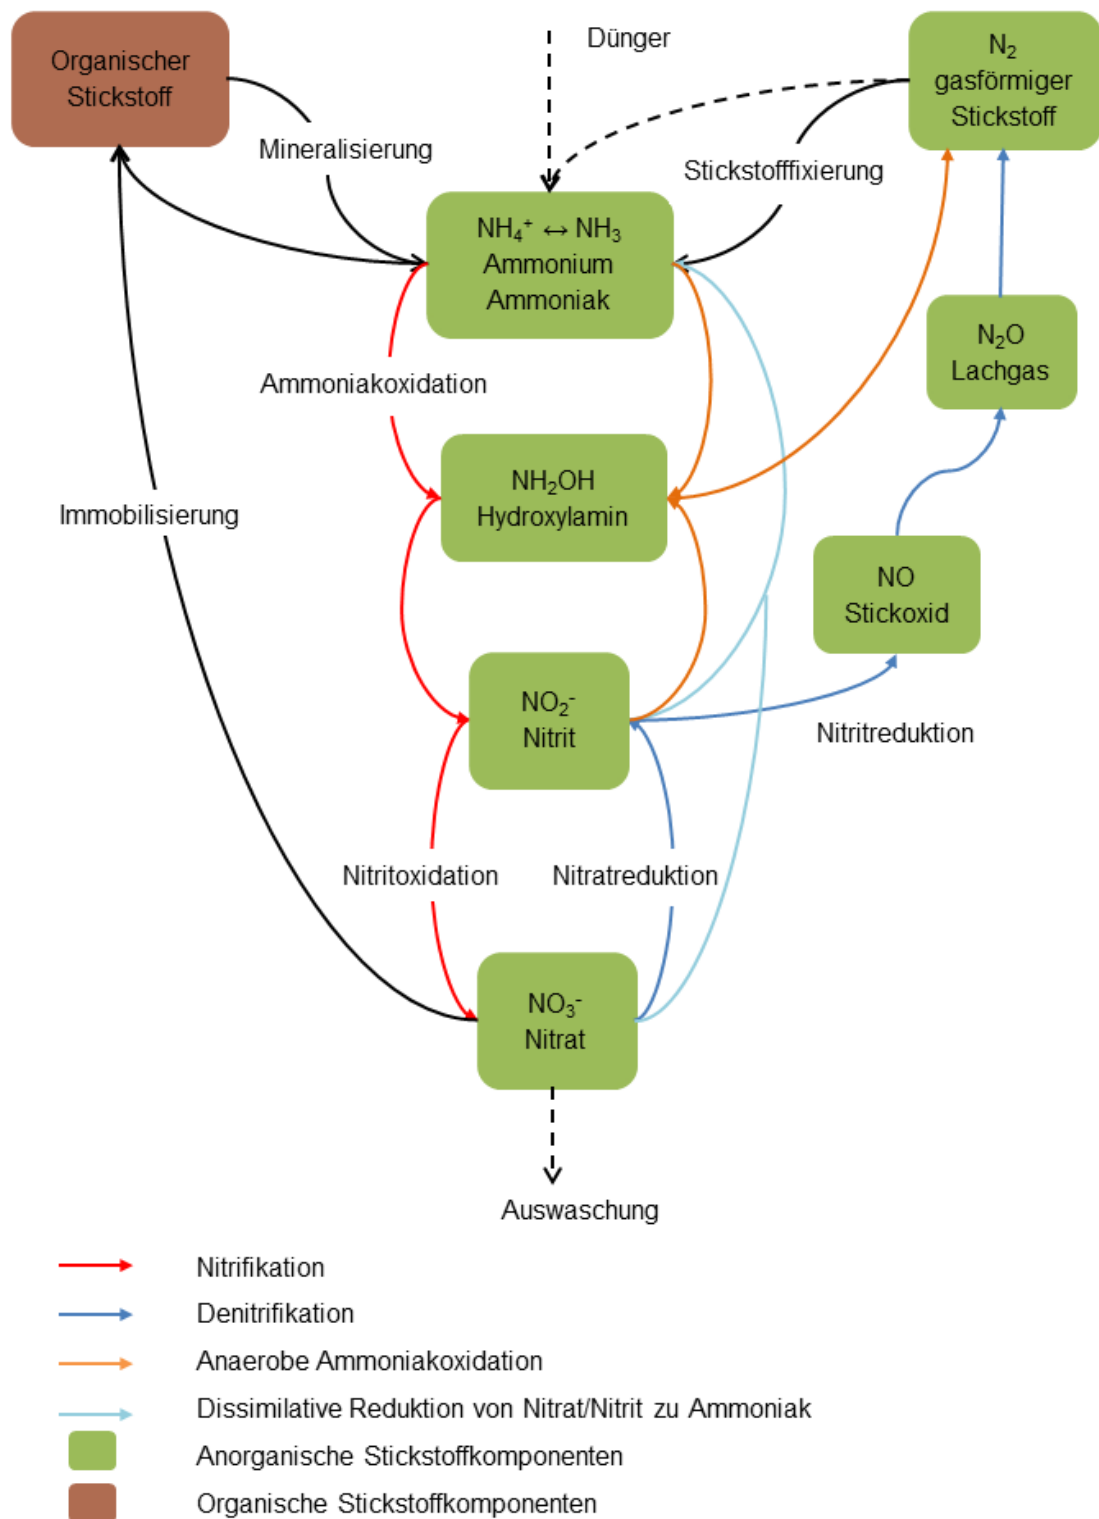 Organischer
Stickstoff
Dünger
N₂
gasförmiger
Stickstoff
Mineralisierung
Stickstofffixierung
NH₄⁺ ↔ NH₃
Ammonium
Ammoniak
N₂O
Lachgas
Ammoniakoxidation
NH₂OH
Hydroxylamin
Immobilisierung
NO
Stickoxid
NO₂⁻
Nitrit
Nitritreduktion
Nitritoxidation
Nitratreduktion
NO₃⁻
Nitrat
Auswaschung
Nitrifikation
Denitrifikation
Anaerobe Ammoniakoxidation
Dissimilative Reduktion von Nitrat/Nitrit zu Ammoniak
Anorganische Stickstoffkomponenten
Organische Stickstoffkomponenten